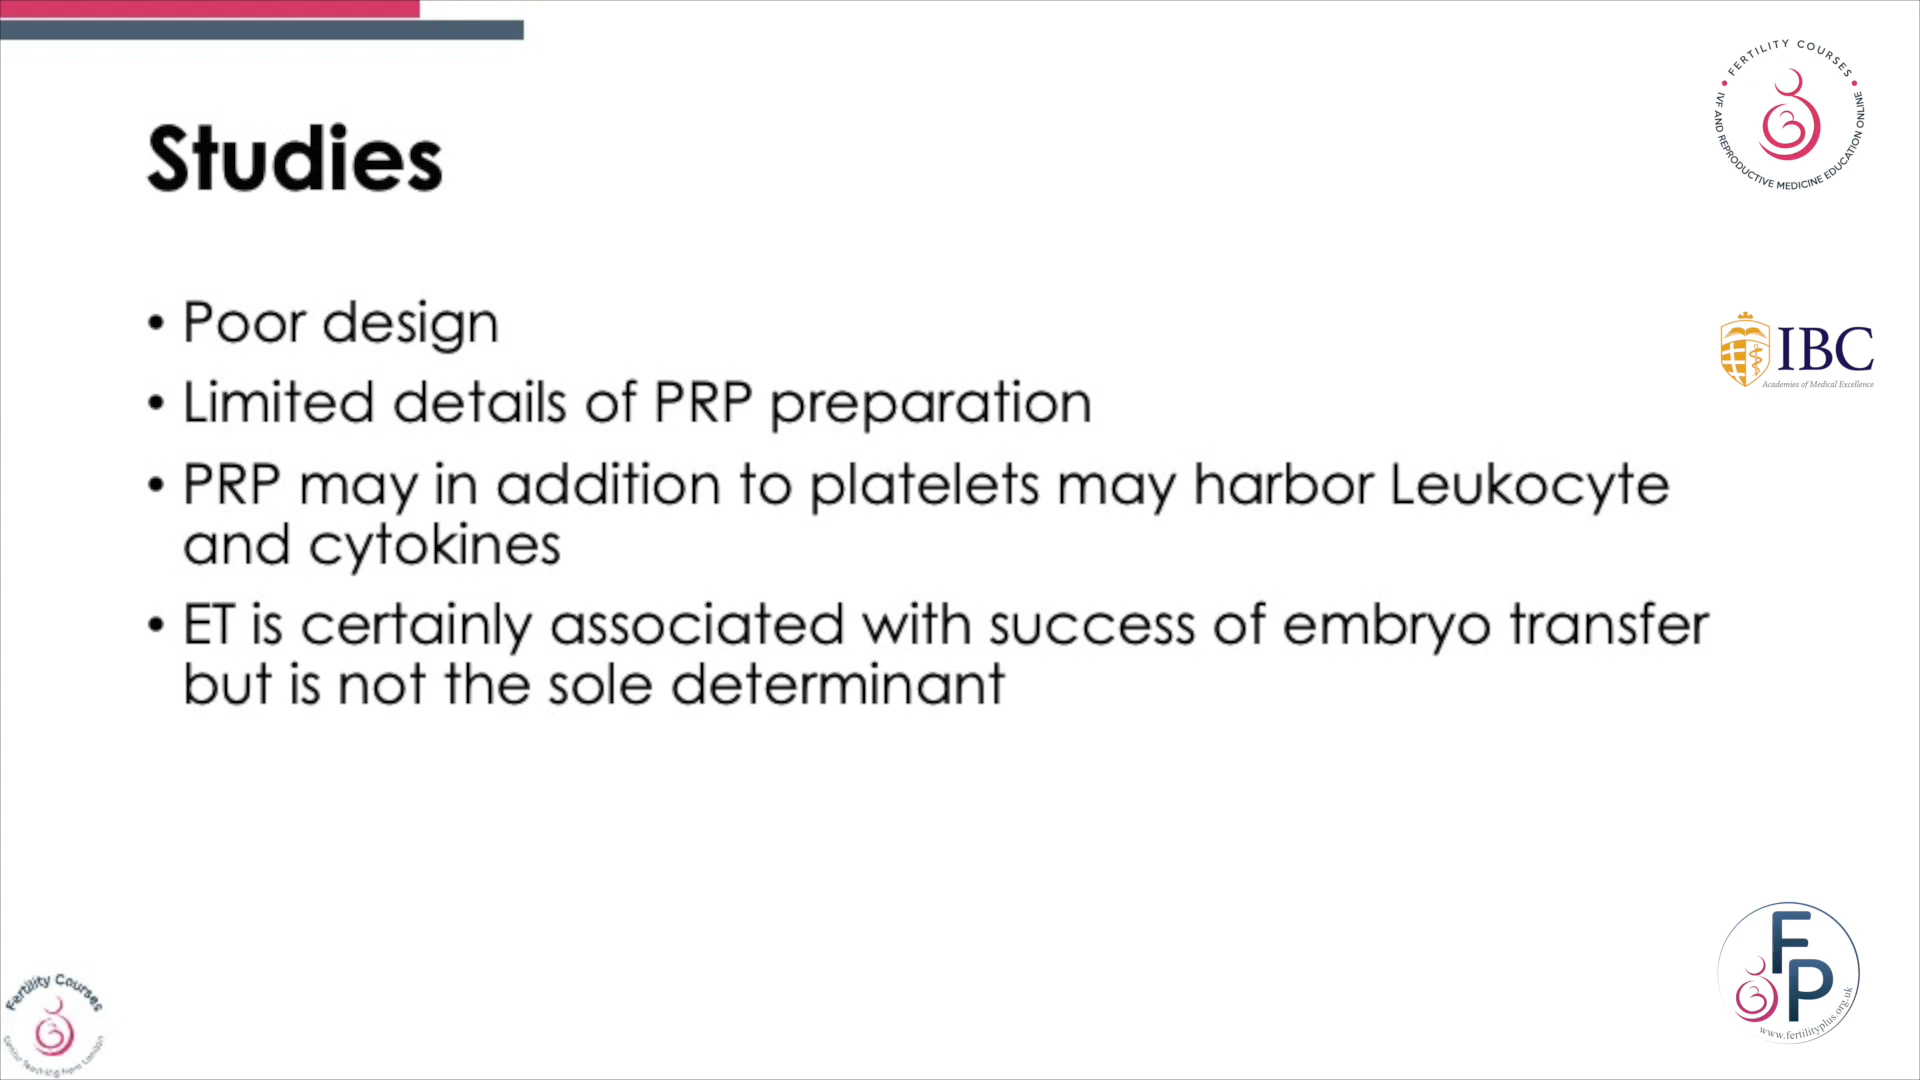 FERTILITY COURSES
IVF AND REPRODUCTIVE MEDICINE EDUCATION ONLINE
Studies
• Poor design
IBC
Academies of Medical Excellence
• Limited details of PRP preparation
• PRP may in addition to platelets may harbor Leukocyte
and cytokines
• ET is certainly associated with success of embryo transfer
but is not the sole determinant
FP
www.fertilityplus.org.uk
Fertility Courses